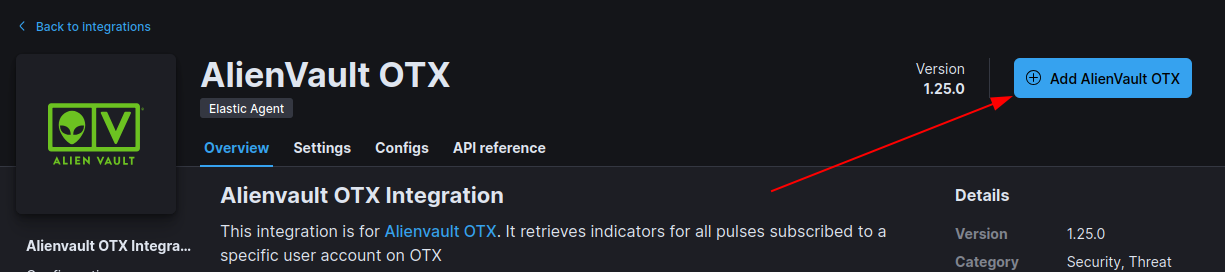 Back to integrations
AlienVault OTX
Elastic Agent
Version
1.25.0
Add AlienVault OTX
ALIEN VAULT
Overview
Settings
Configs
API reference
Alienvault OTX Integra...
Alienvault OTX Integration
This integration is for Alienvault OTX. It retrieves indicators for all pulses subscribed to a
specific user account on OTX
Details
Version
1.25.0
Category
Security, Threat